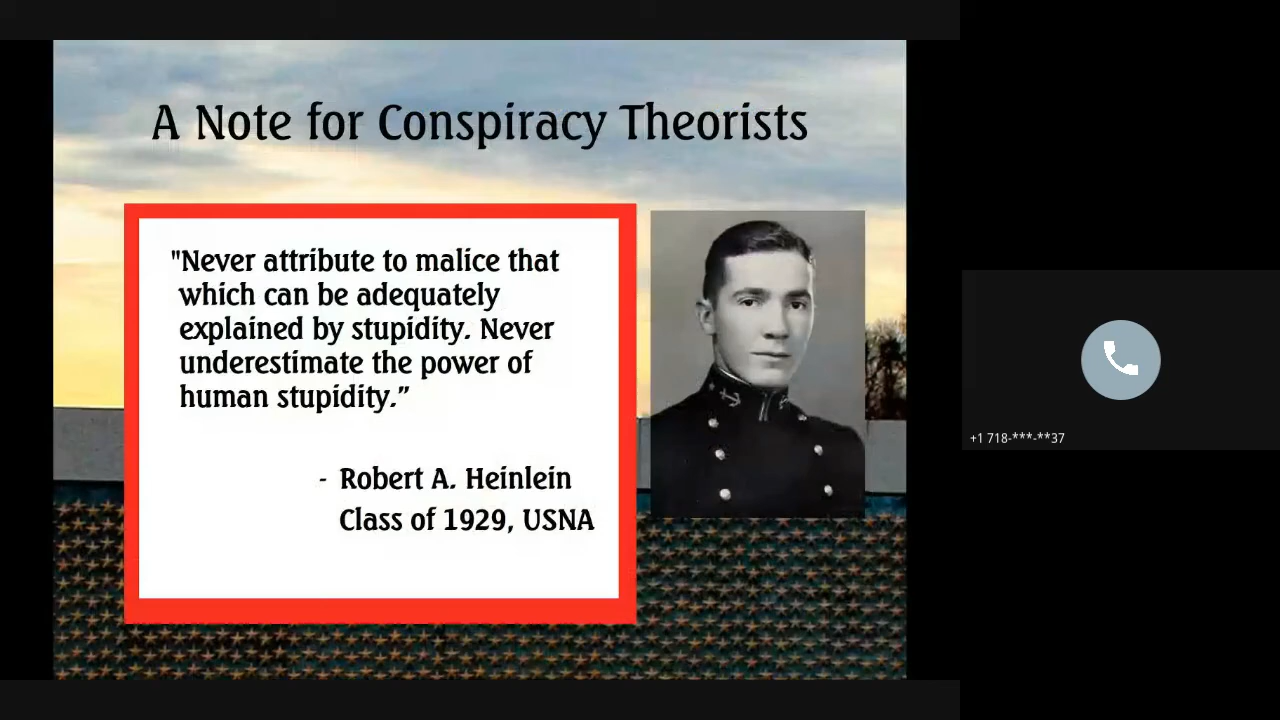 A Note for Conspiracy Theorists
"Never attribute to malice that
which can be adequately
explained by stupidity. Never
underestimate the power of
human stupidity.”
- Robert A. Heinlein
Class of 1929, USNA
+1 718-***-**37